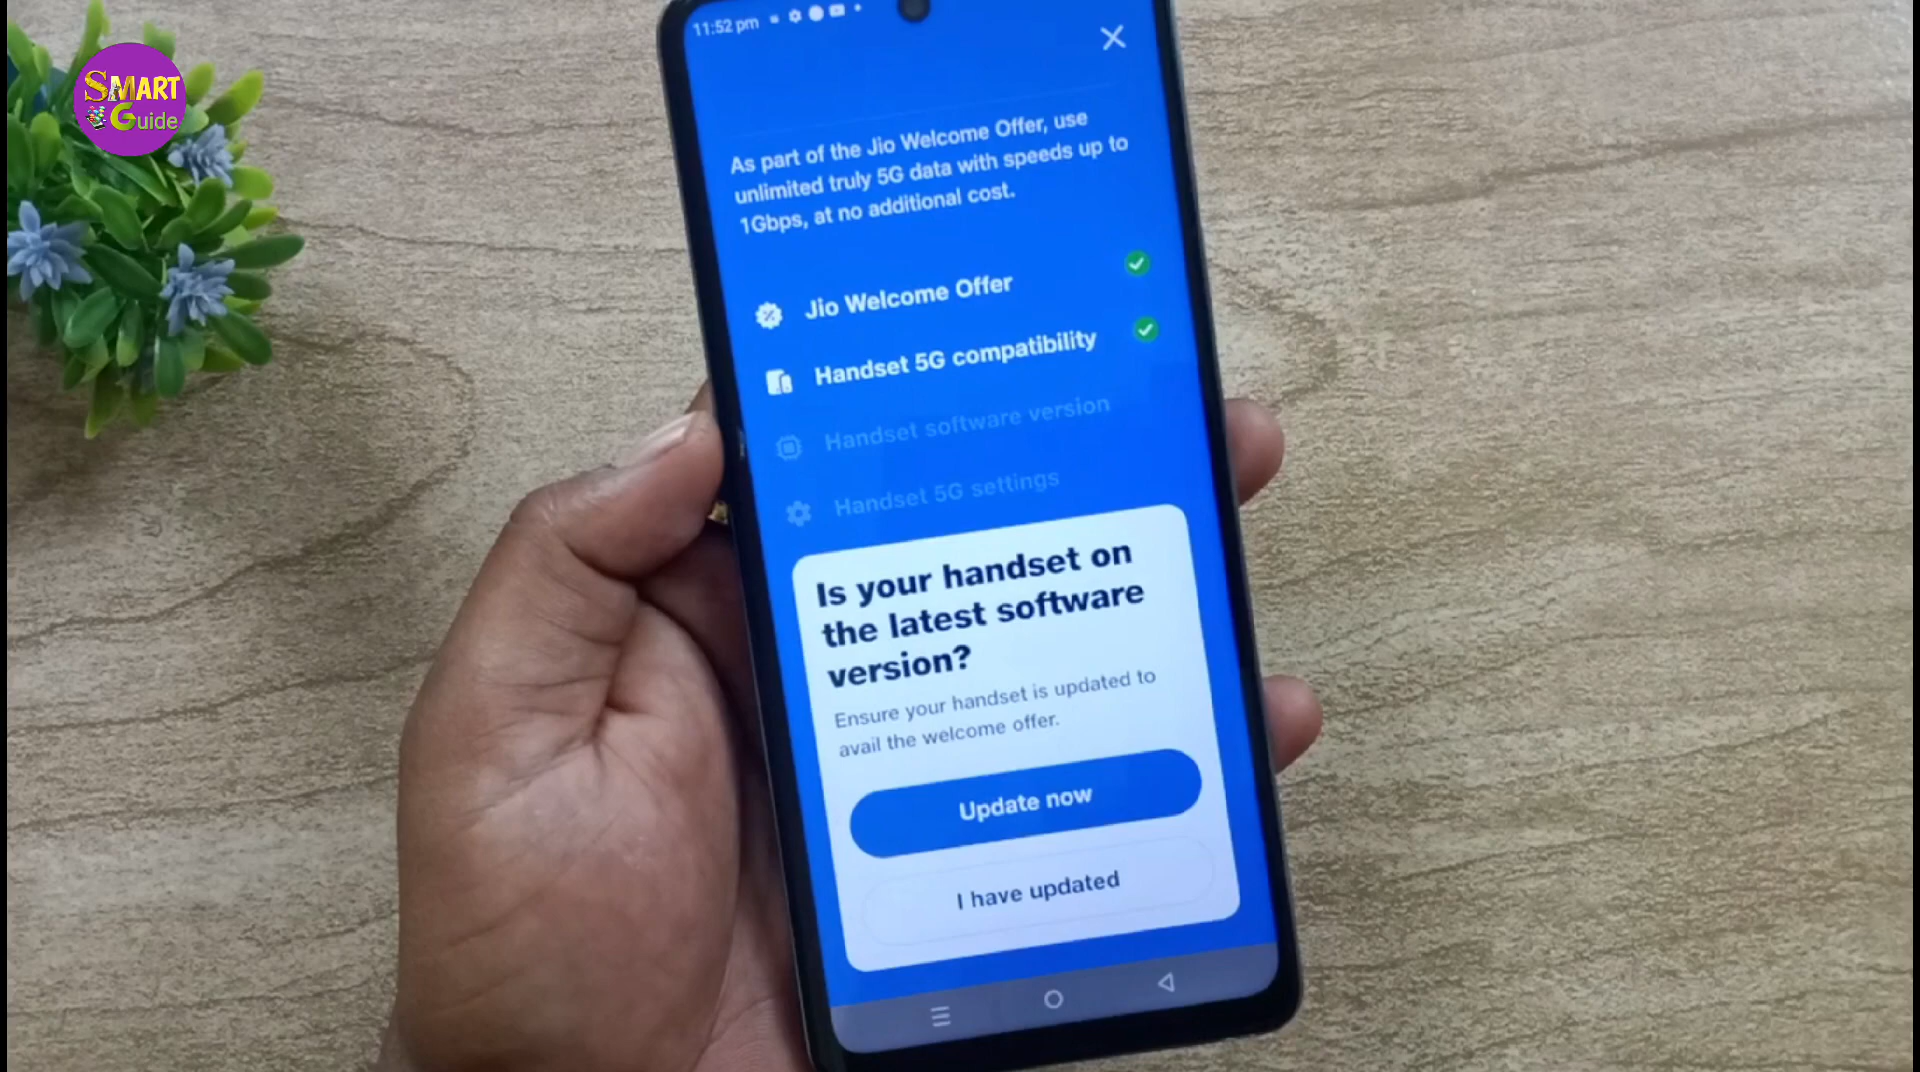 11:52 pm
SMART
Guide
As part of the Jio Welcome Offer, use
unlimited truly 5G data with speeds up to
1Gbps, at no additional cost.
Jio Welcome Offer
Handset 5G compatibility
Handset software version
Handset 5G settings
Is your handset on
the latest software
version?
Ensure your handset is updated to
avail the welcome offer.
Update now
I have updated